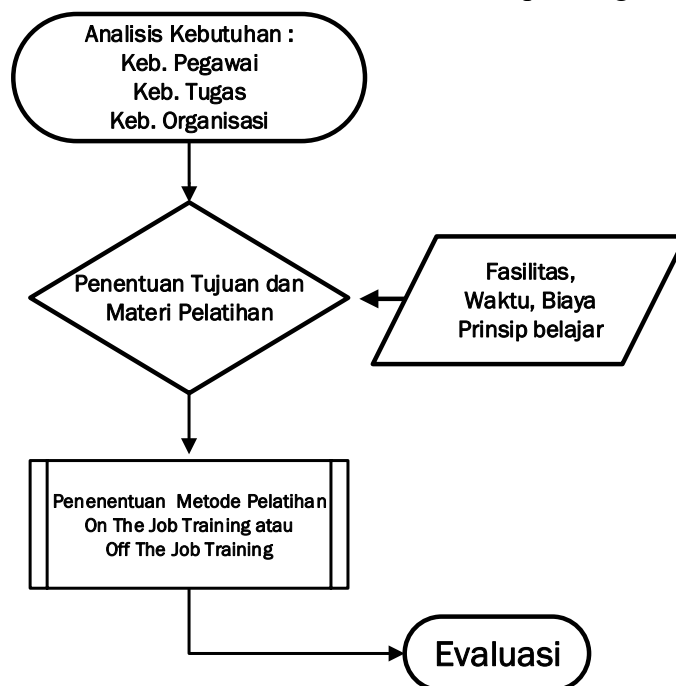 Analisis Kebutuhan :
Keb. Pegawai
Keb. Tugas
Keb. Organisasi
Penentuan Tujuan dan
Materi Pelatihan
Fasilitas,
Waktu, Biaya
Prinsip belajar
Penenentuan Metode Pelatihan
On The Job Training atau
Off The Job Training
Evaluasi